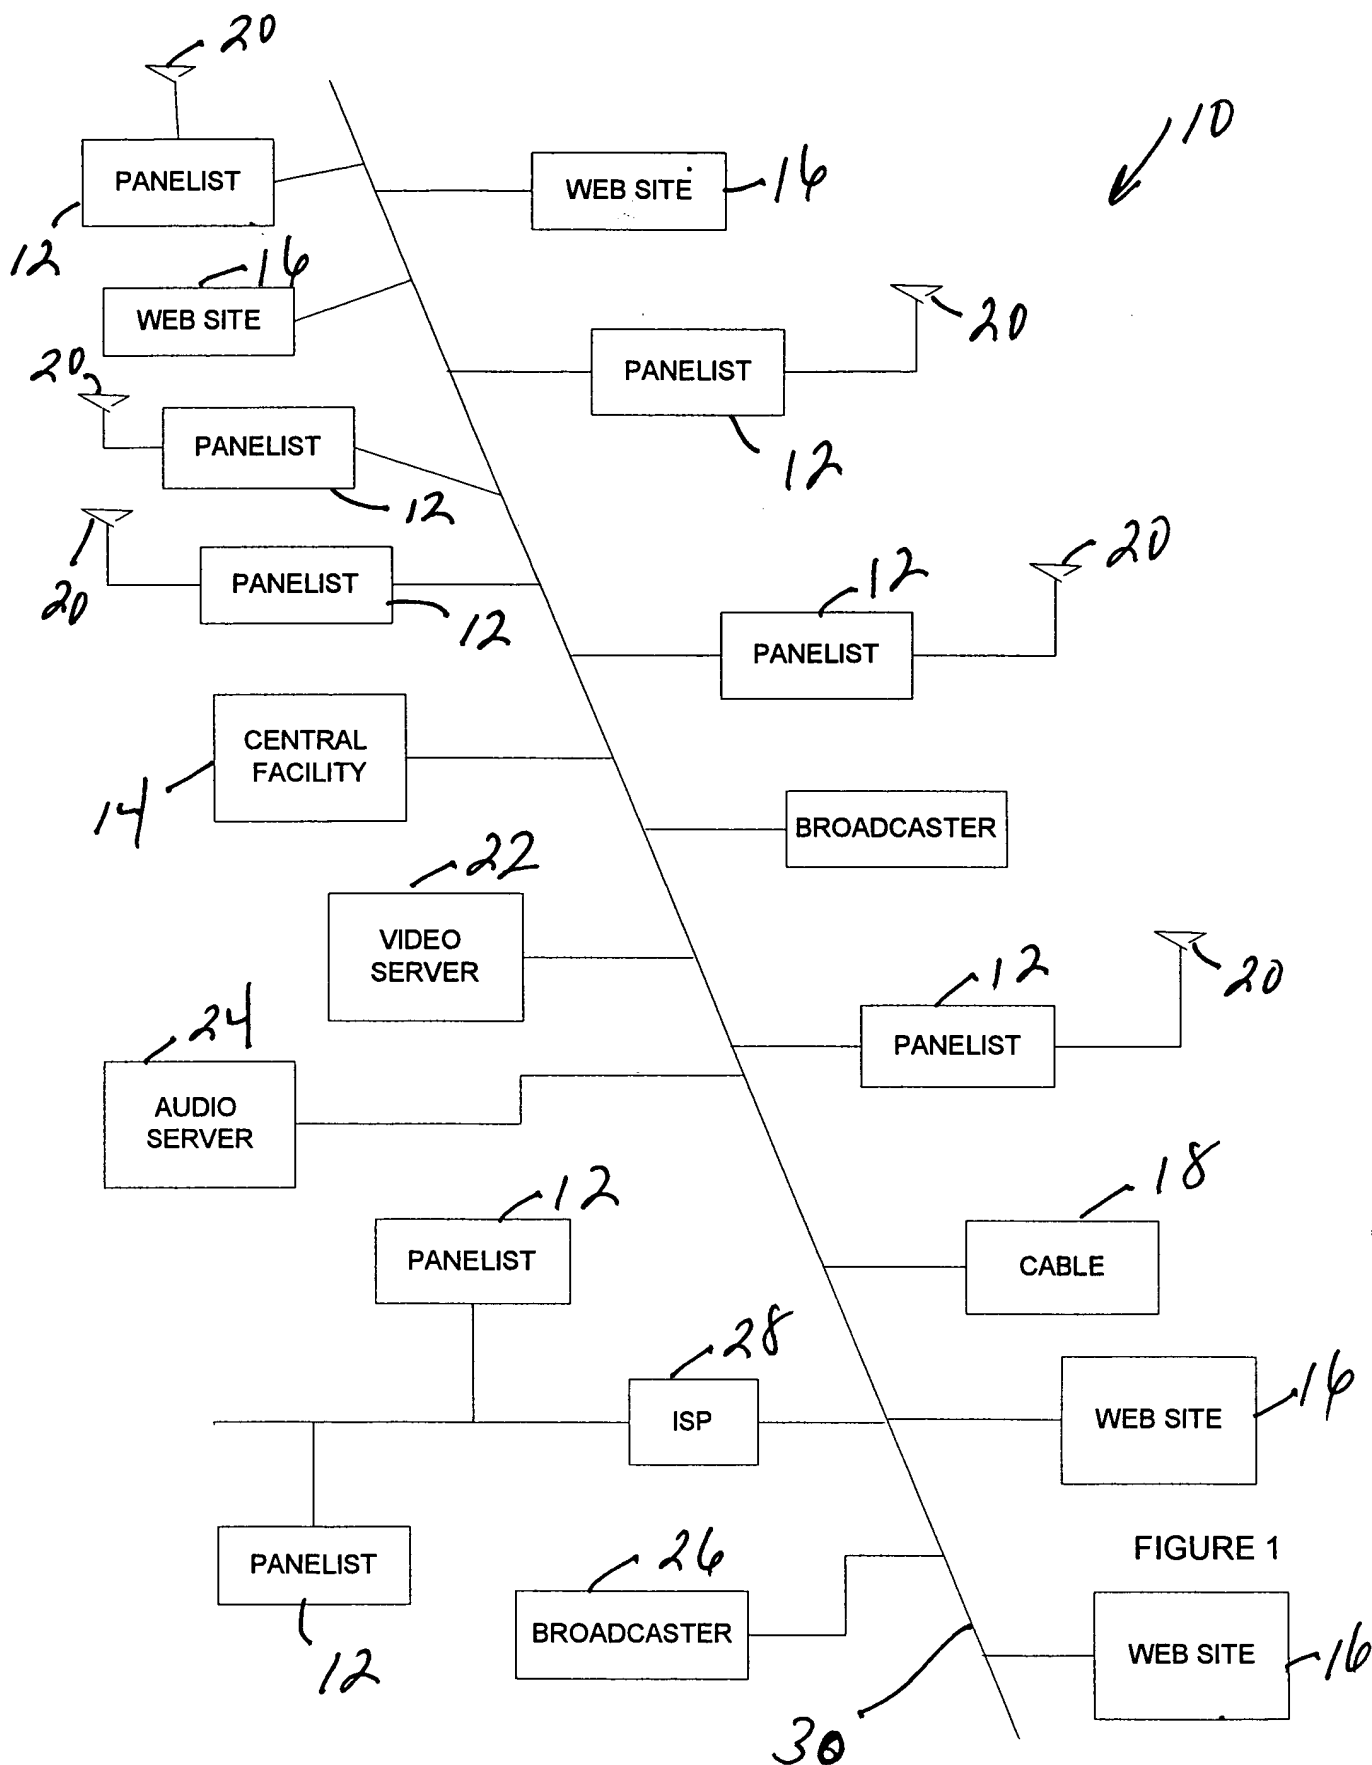 20
10
PANELIST
WEB SITE
16
12
16
WEB SITE
20
PANELIST
20
12
PANELIST
12
20
PANELIST
12
20
12
PANELIST
20
CENTRAL
FACILITY
14
BROADCASTER
22
VIDEO
SERVER
12
PANELIST
20
24
AUDIO
SERVER
12
PANELIST
18
CABLE
28
ISP
WEB SITE
16
PANELIST
12
26
BROADCASTER
FIGURE 1
WEB SITE
16
30